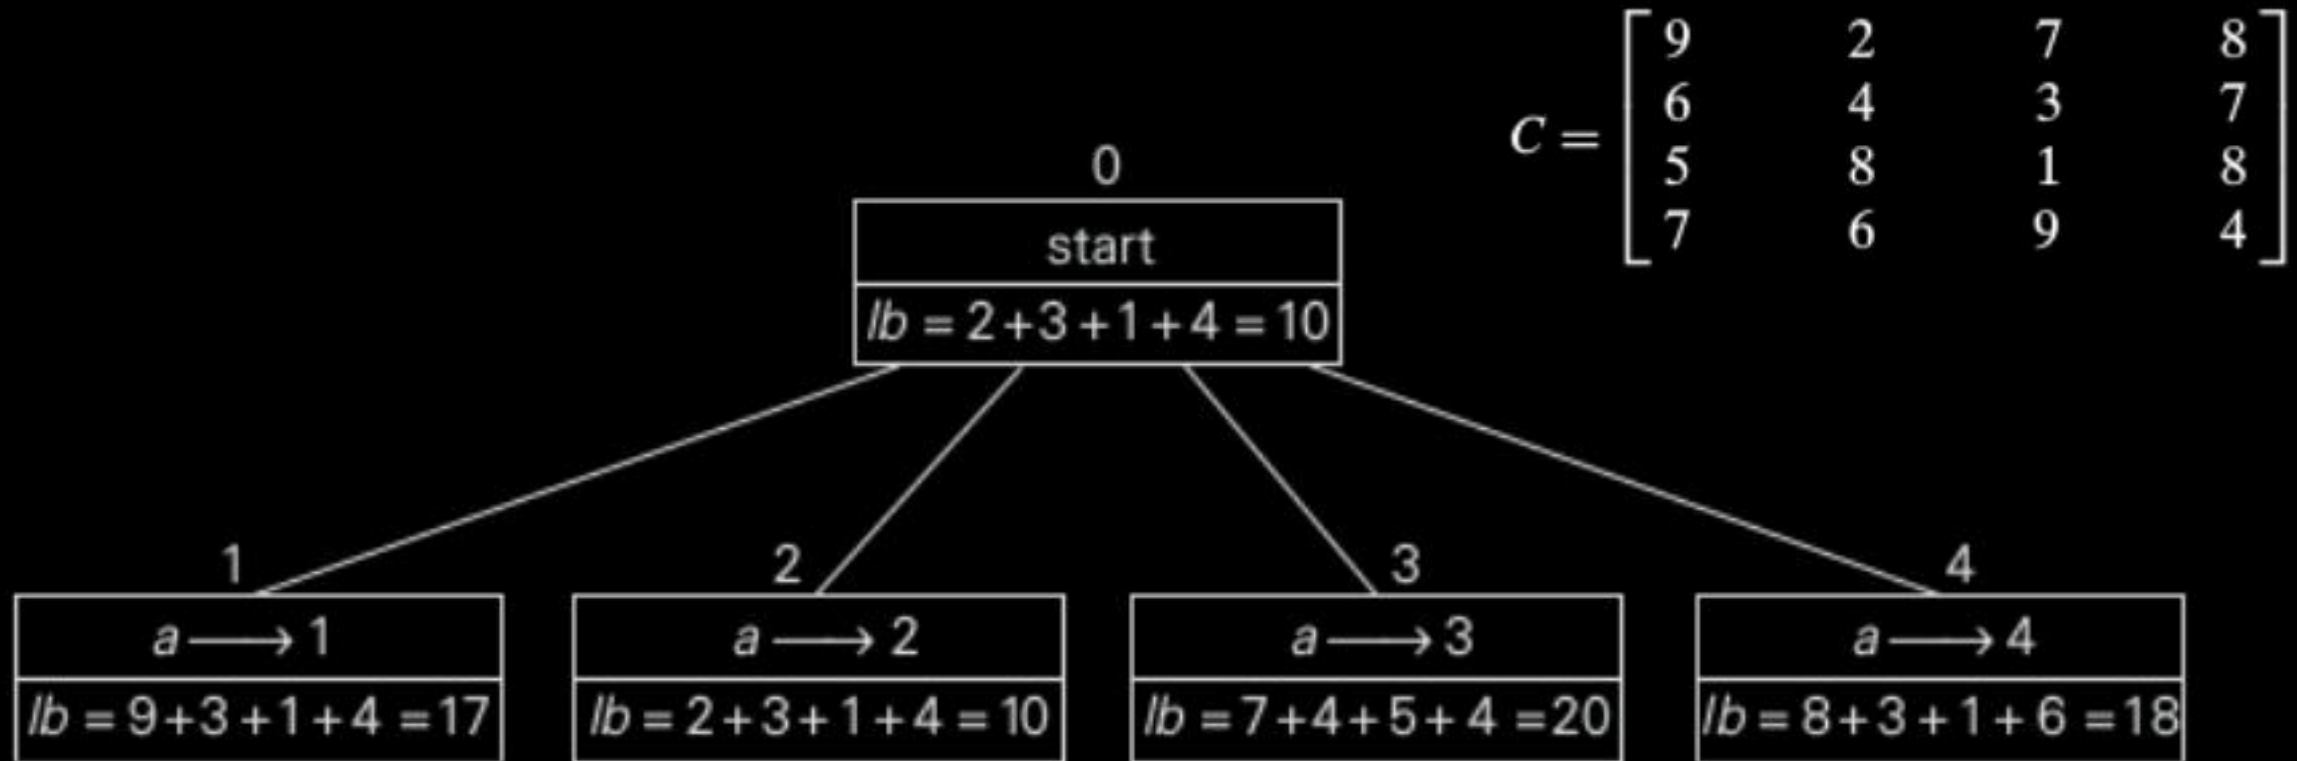 9 2 7 8
6 4 3 7
C =
5 8 1 8
7 6 9 4
0
start
lb = 2+3+1+4 = 10
1
a⟶1
lb = 9+3+1+4 =17
2
a⟶2
lb = 2+3+1+4 = 10
3
a⟶3
lb =7+4+5+4 =20
4
a⟶4
lb = 8+3+1+6 =18